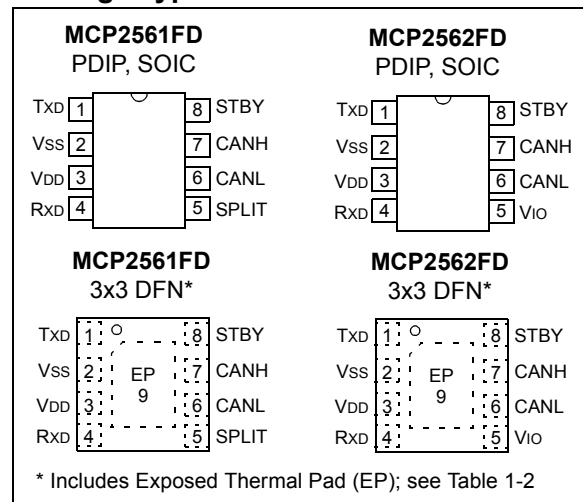 MCP2561FD
PDIP, SOIC
TXD 1
8 STBY
VSS 2
7 CANH
VDD 3
6 CANL
RXD 4
5 SPLIT
MCP2562FD
PDIP, SOIC
TXD 1
8 STBY
VSS 2
7 CANH
VDD 3
6 CANL
RXD 4
5 VIO
MCP2561FD
3x3 DFN*
TXD 1
8 STBY
VSS 2
EP
9
7 CANH
VDD 3
6 CANL
RXD 4
5 SPLIT
MCP2562FD
3x3 DFN*
TXD 1
8 STBY
VSS 2
EP
9
7 CANH
VDD 3
6 CANL
RXD 4
5 VIO
* Includes Exposed Thermal Pad (EP); see Table 1-2